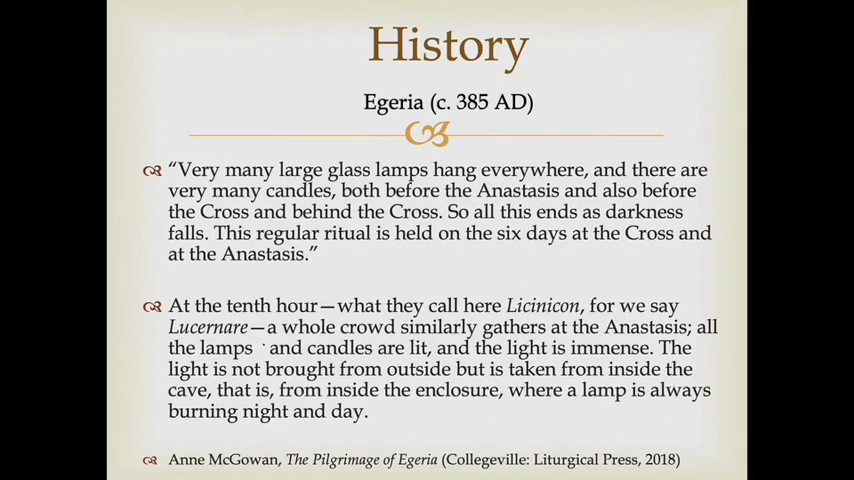 History
Egeria (c. 385 AD)
“Very many large glass lamps hang everywhere, and there are
very many candles, both before the Anastasis and also before
the Cross and behind the Cross. So all this ends as darkness
falls. This regular ritual is held on the six days at the Cross and
at the Anastasis.”
At the tenth hour—what they call here Licinicon, for we say
Lucernare—a whole crowd similarly gathers at the Anastasis; all
the lamps and candles are lit, and the light is immense. The
light is not brought from outside but is taken from inside the
cave, that is, from inside the enclosure, where a lamp is always
burning night and day.
Anne McGowan, The Pilgrimage of Egeria (Collegeville: Liturgical Press, 2018)